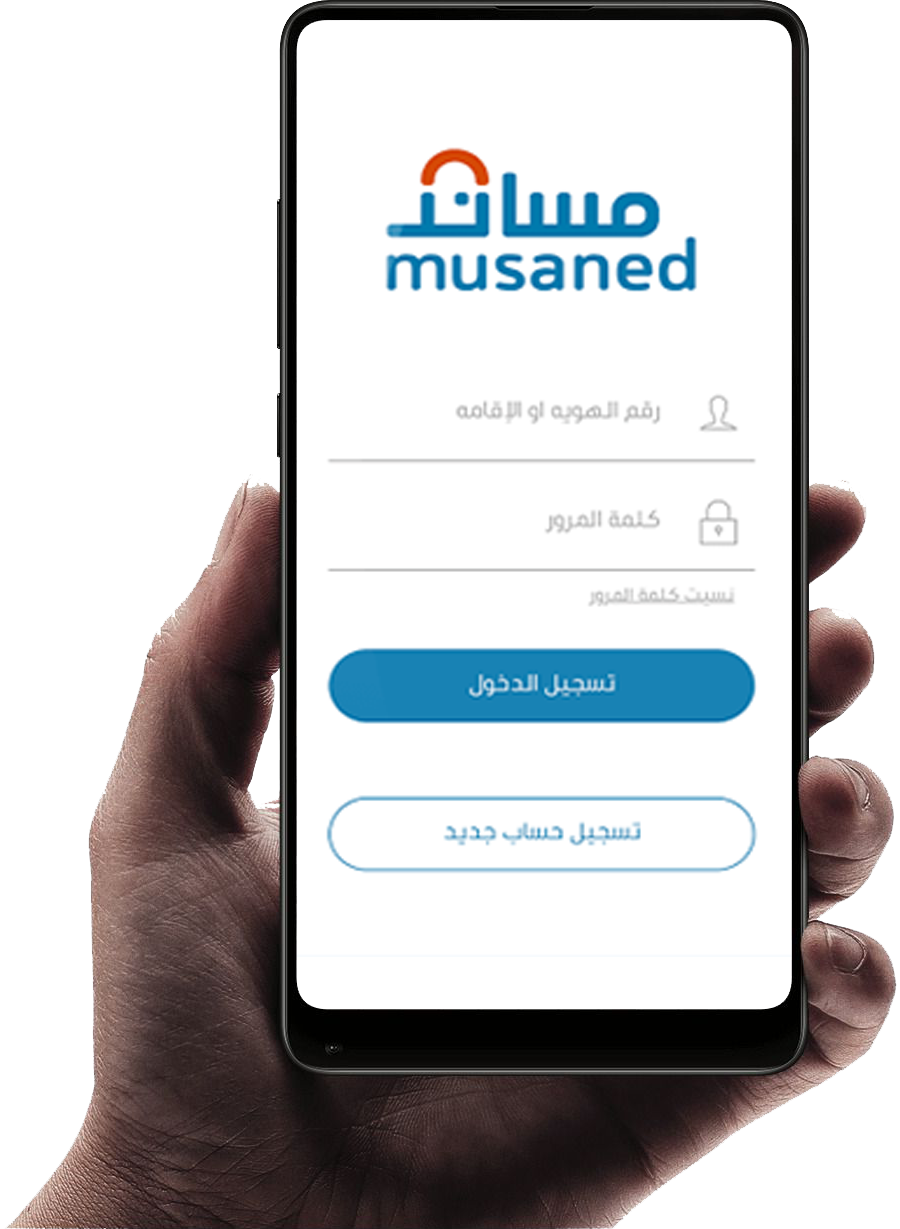 مساند
musaned
رقم الهويه او الإقامه
كلمة المرور
نسيت كلمة المرور
تسجيل الدخول
تسجيل حساب جديد